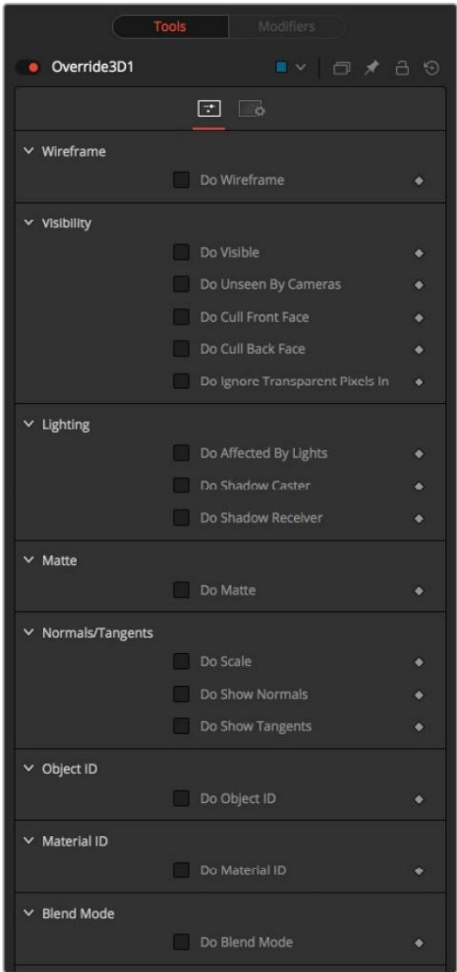 Tools Modifiers
Override3D1
Wireframe
Do Wireframe
Visibility
Do Visible
Do Unseen By Cameras
Do Cull Front Face
Do Cull Back Face
Do Ignore Transparent Pixels In
Lighting
Do Affected By Lights
Do Shadow Caster
Do Shadow Receiver
Matte
Do Matte
Normals/Tangents
Do Scale
Do Show Normals
Do Show Tangents
Object ID
Do Object ID
Material ID
Do Material ID
Blend Mode
Do Blend Mode